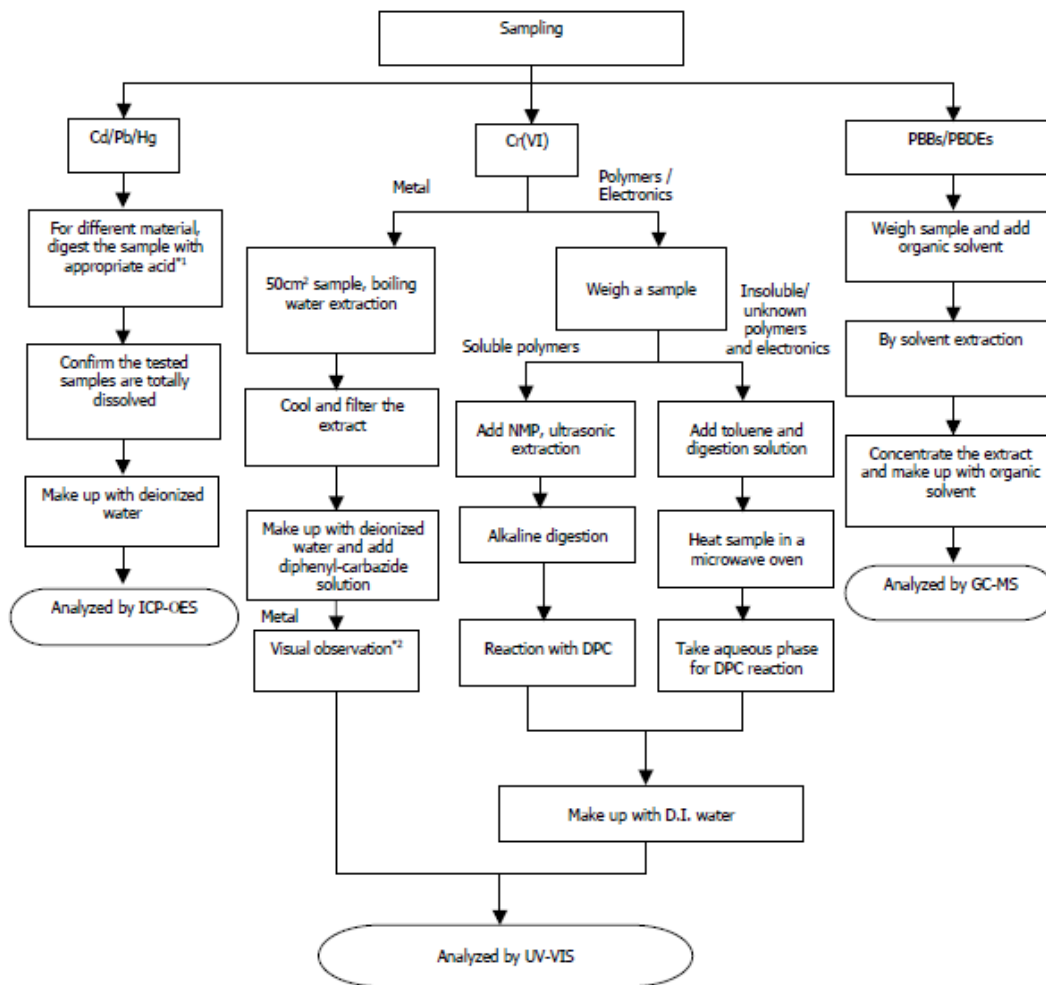 Sampling
Cd/Pb/Hg
Cr(VI)
PBBs/PBDEs
Metal
Polymers /
Electronics
For different material,
digest the sample with
appropriate acid*1
50cm² sample, boiling
water extraction
Weigh a sample
Weigh sample and add
organic solvent
Insoluble/
unknown
polymers
and electronics
Soluble polymers
By solvent extraction
Confirm the tested
samples are totally
dissolved
Cool and filter the
extract
Add NMP, ultrasonic
extraction
Add toluene and
digestion solution
Concentrate the extract
and make up with organic
solvent
Make up with deionized
water
Make up with deionized
water and add
diphenyl-carbazide
solution
Alkaline digestion
Heat sample in a
microwave oven
Analyzed by ICP-OES
Analyzed by GC-MS
Metal
Visual observation*2
Reaction with DPC
Take aqueous phase
for DPC reaction
Make up with D.I. water
Analyzed by UV-VIS